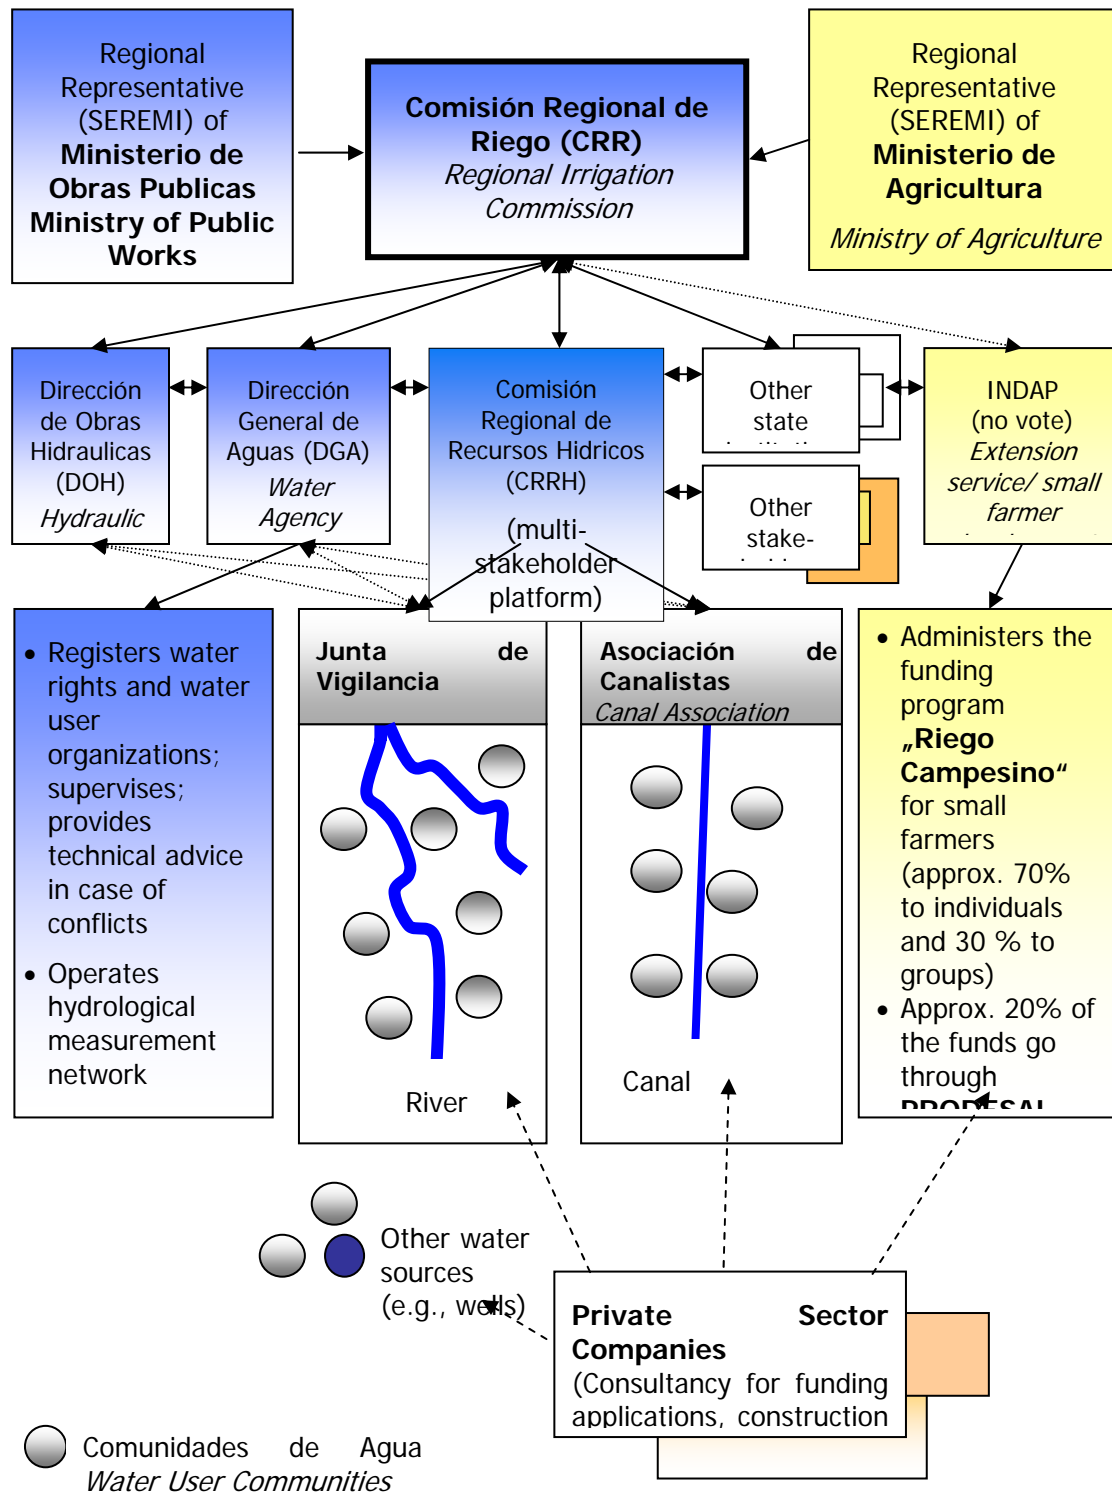 Regional
Representative
(SEREMI) of
Ministerio de
Obras Publicas
Ministry of Public
Works
Comisión Regional de
Riego (CRR)
Regional Irrigation
Commission
Regional
Representative
(SEREMI) of
Ministerio de
Agricultura
Ministry of Agriculture
Dirección
de Obras
Hidraulicas
(DOH)
Hydraulic
Dirección
General de
Aguas (DGA)
Water
Agency
Comisión
Regional de
Recursos Hidricos
(CRRH)
(multi-
stakeholder
platform)
Other
state
Other
stake-
INDAP
(no vote)
Extension
service/ small
farmer
• Registers water
rights and water
user
organizations;
supervises;
provides
technical advice
in case of
conflicts
• Operates
hydrological
measurement
network
Junta de
Vigilancia
River
Asociación de
Canalistas
Canal Association
Canal
• Administers the
funding
program
„Riego
Campesino“
for small
farmers
(approx. 70%
to individuals
and 30 % to
groups)
• Approx. 20% of
the funds go
through
PRODESAL
Other water
sources
(e.g., wells)
Private Sector
Companies
(Consultancy for funding
applications, construction
Comunidades de Agua
Water User Communities